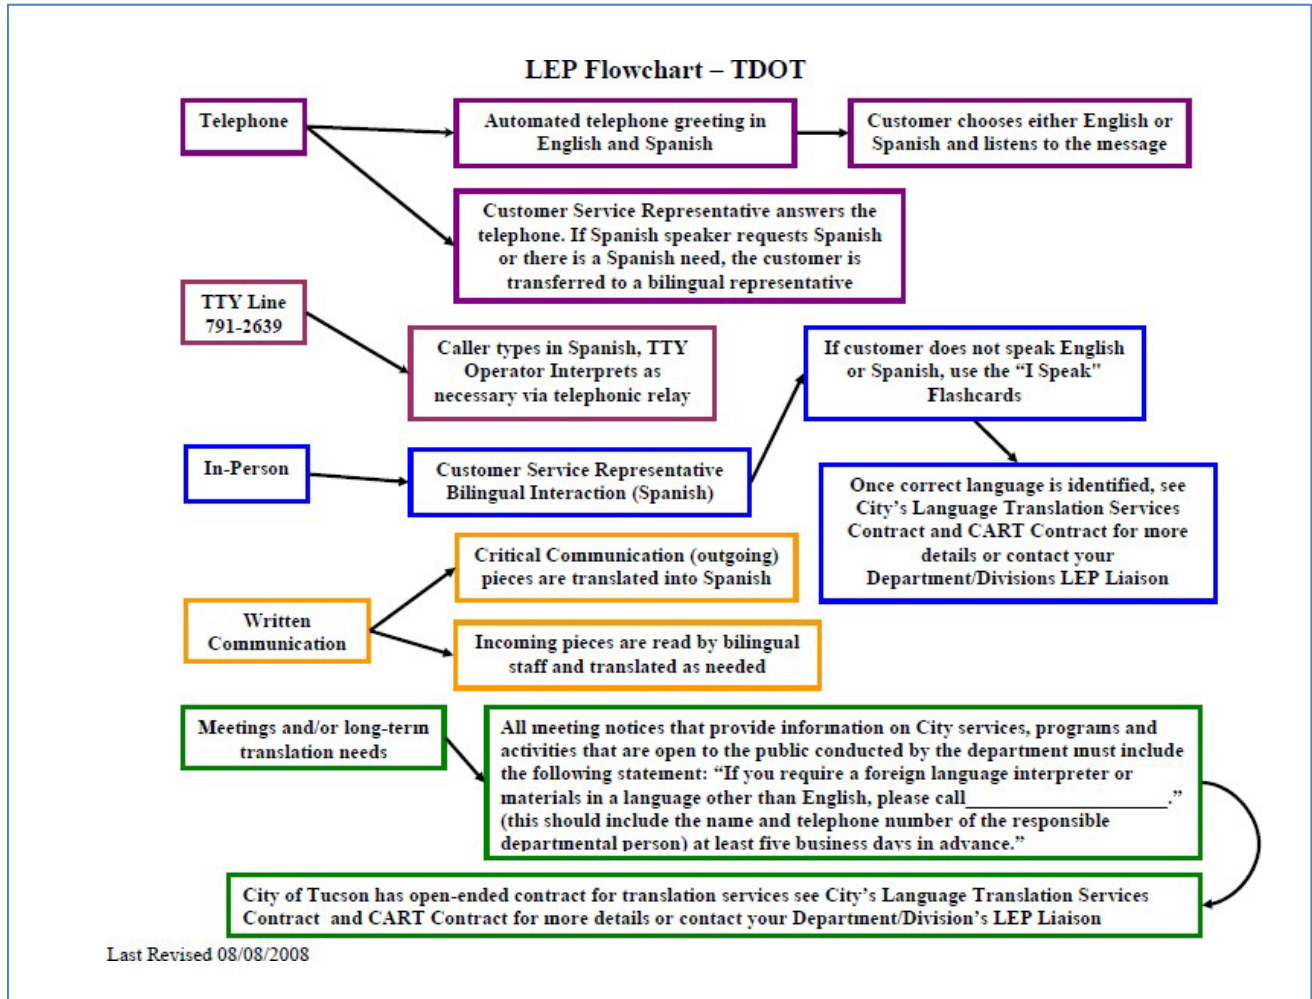 LEP Flowchart – TDOT
Telephone
Automated telephone greeting in
English and Spanish
Customer chooses either English or
Spanish and listens to the message
Customer Service Representative answers the
telephone. If Spanish speaker requests Spanish
or there is a Spanish need, the customer is
transferred to a bilingual representative
TTY Line
791-2639
Caller types in Spanish, TTY
Operator Interprets as
necessary via telephonic relay
If customer does not speak English
or Spanish, use the “I Speak"
Flashcards
In-Person
Customer Service Representative
Bilingual Interaction (Spanish)
Once correct language is identified, see
City’s Language Translation Services
Contract and CART Contract for more
details or contact your
Department/Divisions LEP Liaison
Written
Communication
Critical Communication (outgoing)
pieces are translated into Spanish
Incoming pieces are read by bilingual
staff and translated as needed
Meetings and/or long-term
translation needs
All meeting notices that provide information on City services, programs and
activities that are open to the public conducted by the department must include
the following statement: “If you require a foreign language interpreter or
materials in a language other than English, please call____________________.”
(this should include the name and telephone number of the responsible
departmental person) at least five business days in advance.”
City of Tucson has open-ended contract for translation services see City’s Language Translation Services
Contract  and CART Contract for more details or contact your Department/Division’s LEP Liaison
Last Revised 08/08/2008